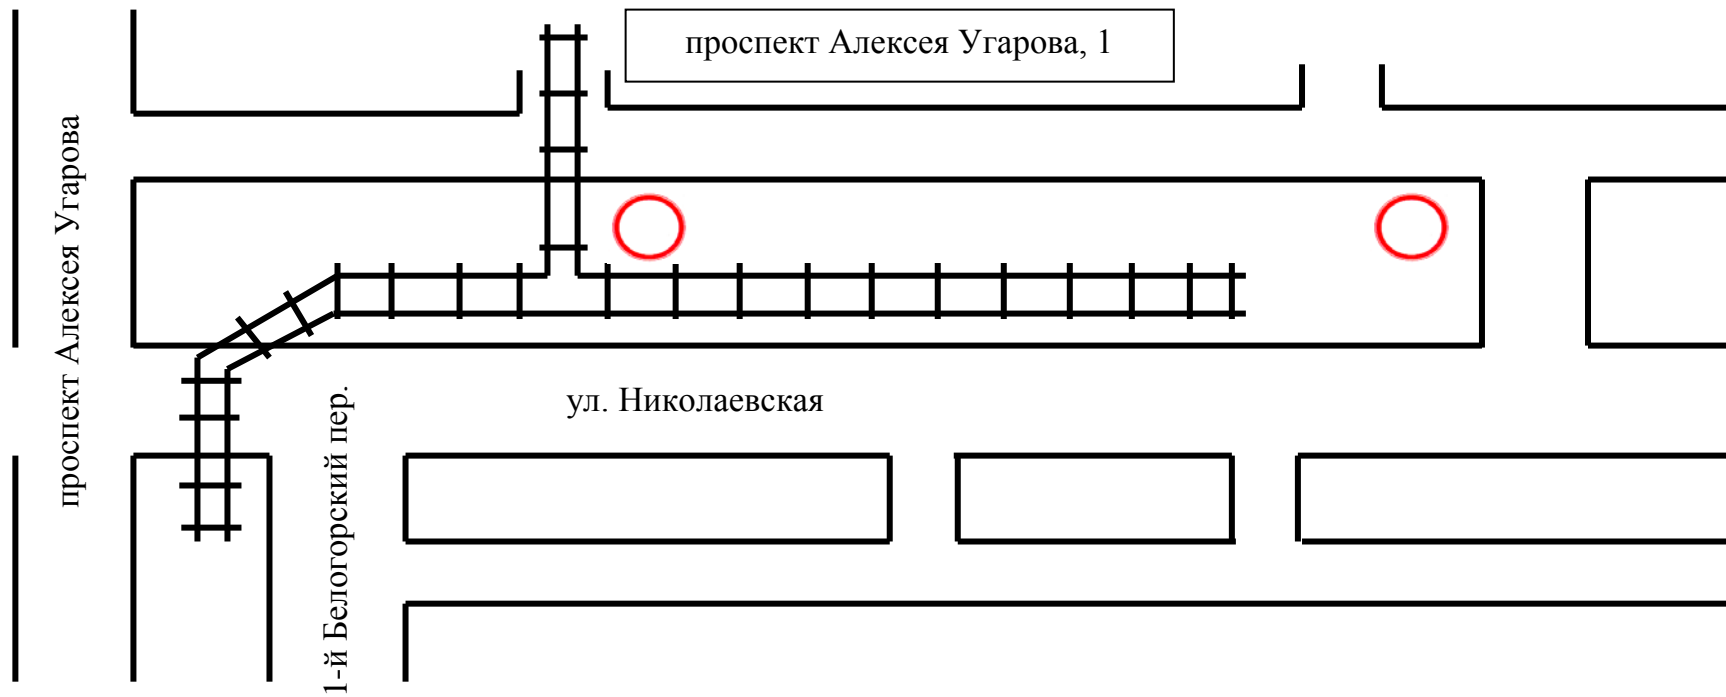 проспект Алексея Угарова, 1
проспект Алексея Угарова
ул. Николаевская
1-й Белогорский пер.